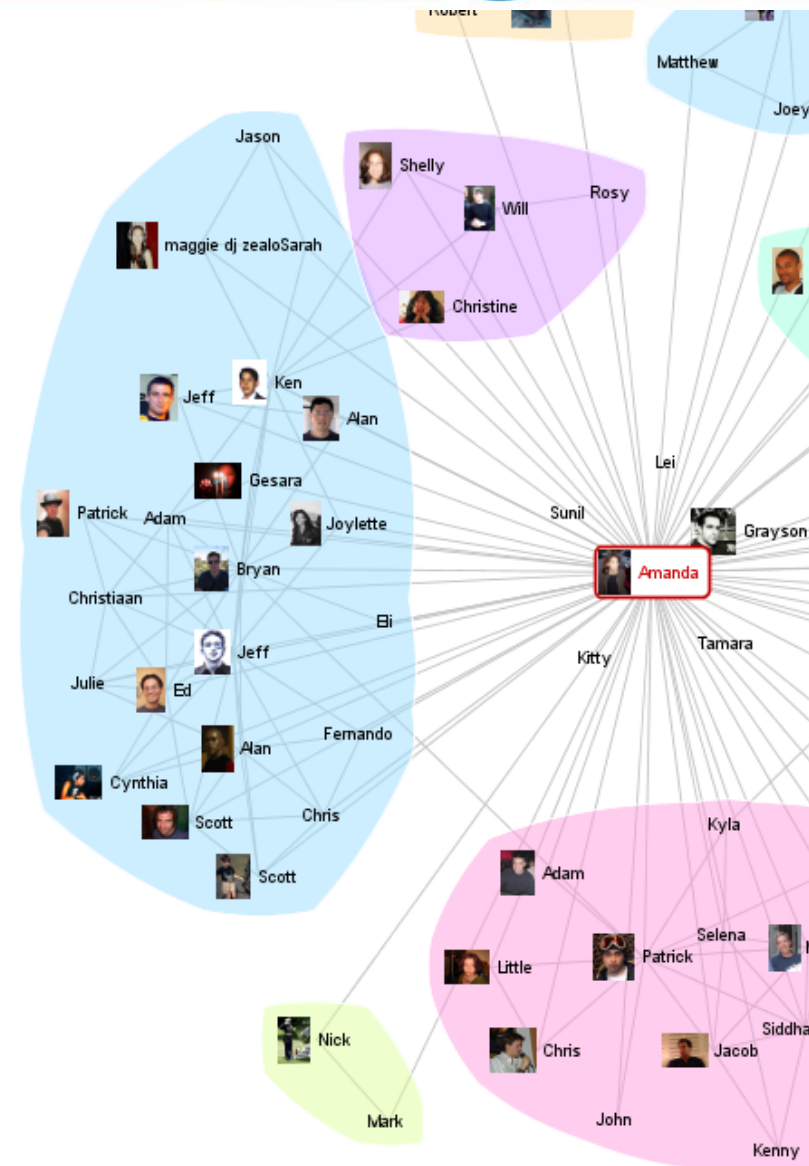 Robert
Matthew
Joey
Jason
Shelly
Will
Rosy
maggie dj zealoSarah
Christine
Ken
Jeff
Alan
Lei
Gesara
Patrick
Adam
Joylette
Sunil
Grayson
Bryan
Amanda
Christiaan
Eli
Jeff
Tamara
Kitty
Julie
Ed
Fernando
Alan
Cynthia
Chris
Scott
Kyla
Scott
Adam
Selena
Patrick
Little
Siddha
Nick
Chris
Jacob
Mark
John
Kenny